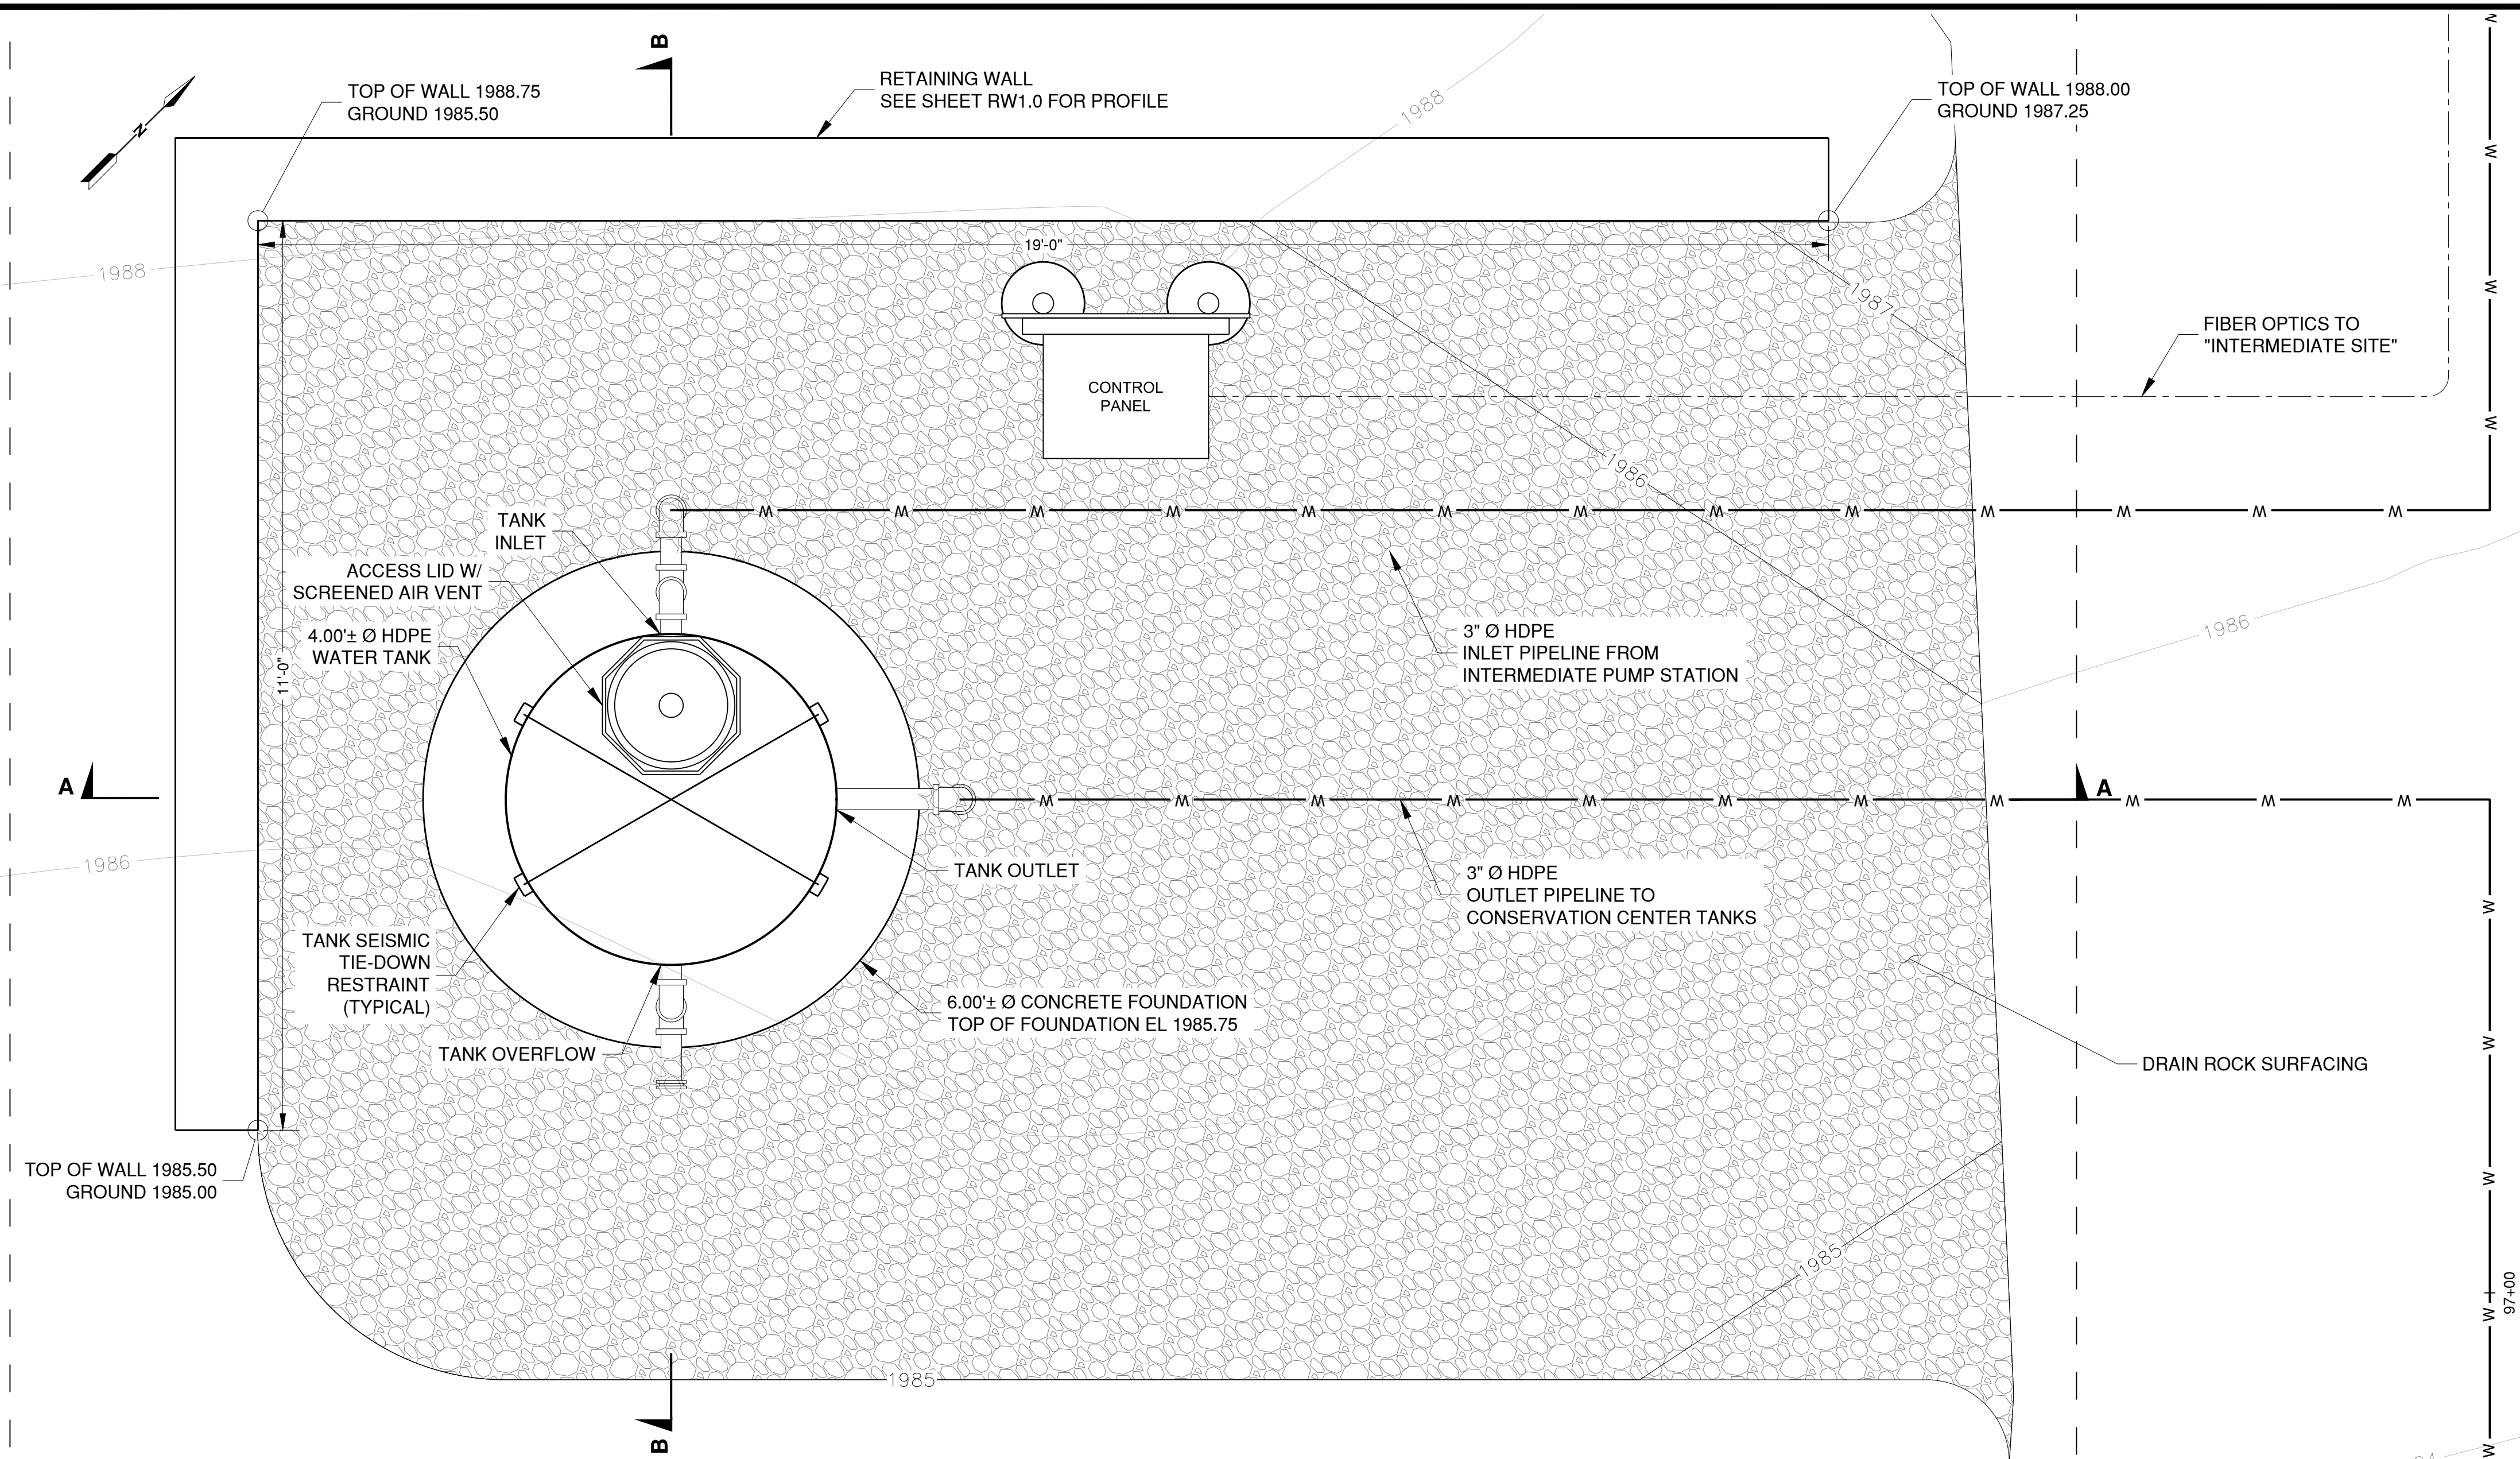 B
TOP OF WALL 1988.75
GROUND 1985.50
RETAINING WALL
SEE SHEET RW1.0 FOR PROFILE
1988
TOP OF WALL 1988.00
GROUND 1987.25
N
W
W
W
W
19'-0"
1988
1987
FIBER OPTICS TO
"INTERMEDIATE SITE"
CONTROL
PANEL
1986
W W W W W W W W W W W W W
TANK
INLET
ACCESS LID W/
SCREENED AIR VENT
4.00'± Ø HDPE
WATER TANK
11'-0"
3" Ø HDPE
INLET PIPELINE FROM
INTERMEDIATE PUMP STATION
1986
A
A
W W W W W W W W W W W
1986
TANK OUTLET
3" Ø HDPE
OUTLET PIPELINE TO
CONSERVATION CENTER TANKS
TANK SEISMIC
TIE-DOWN
RESTRAINT
(TYPICAL)
6.00'± Ø CONCRETE FOUNDATION
TOP OF FOUNDATION EL 1985.75
TANK OVERFLOW
DRAIN ROCK SURFACING
TOP OF WALL 1985.50
GROUND 1985.00
1985
1985
W
W
W
W
W
97+00
B